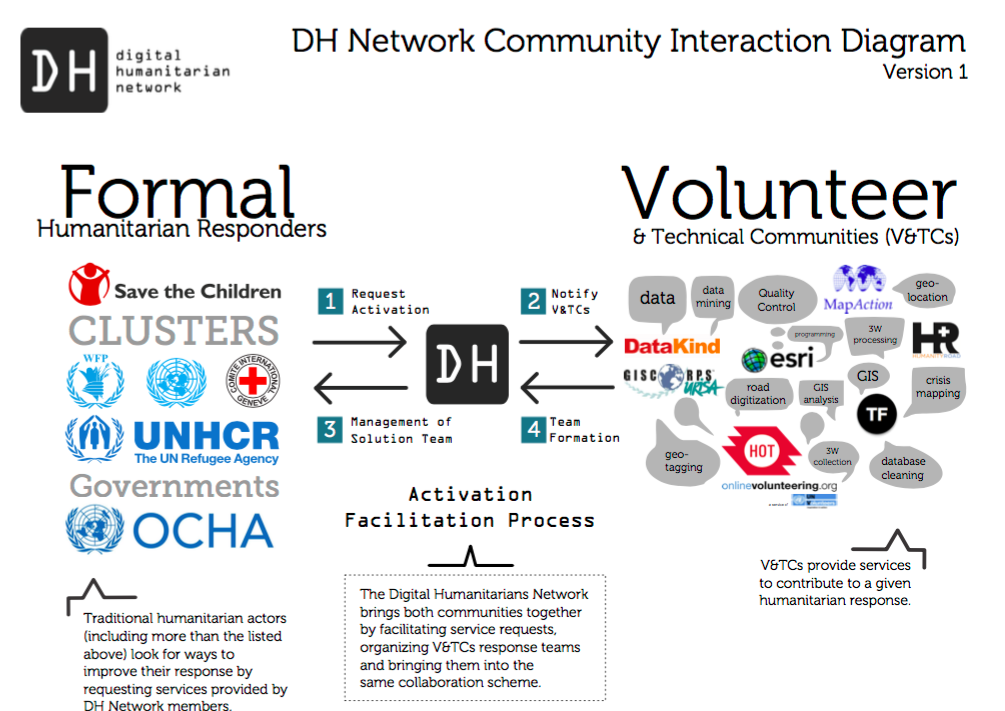 DH
digital
humanitarian
network
DH Network Community Interaction Diagram
Version 1
Formal
Humanitarian Responders
Save the Children
CLUSTERS
WFP
COMITE INTERNATIONAL
GENEVE
UNHCR
The UN Refugee Agency
Governments
OCHA
Traditional humanitarian actors
(including more than the listed
above) look for ways to
improve their response by
requesting services provided by
DH Network members.
1 Request
Activation
2 Notify
V&TCs
DH
3 Management of
Solution Team
4 Team
Formation
Activation
Facilitation Process
The Digital Humanitarians Network
brings both communities together
by facilitating service requests,
organizing V&TCs response teams
and bringing them into the
same collaboration scheme.
Volunteer
& Technical Communities (V&TCs)
data
data
mining
Quality
Control
MapAction
geo-
location
DataKind
programming
esri
3W
processing
HR
HUMANITY ROAD
GISCORPS
URISA
road
digitization
GIS
analysis
GIS
crisis
mapping
TF
geo-
tagging
HOT
3W
collection
database
cleaning
onlinevolunteering.org
V&TCs provide services
to contribute to a given
humanitarian response.